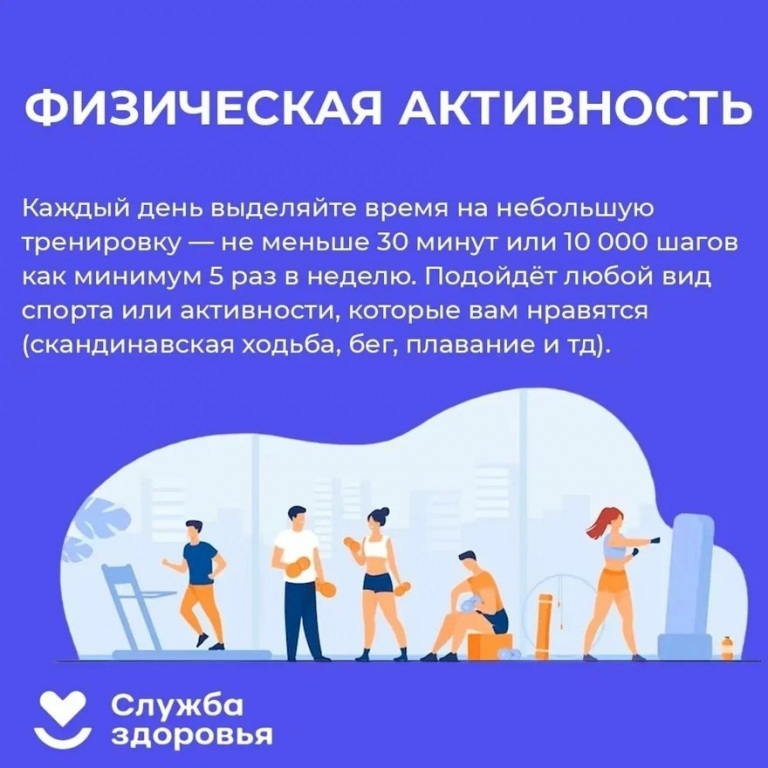 ФИЗИЧЕСКАЯ АКТИВНОСТЬ
Каждый день выделяйте время на небольшую
тренировку — не меньше 30 минут или 10 000 шагов
как минимум 5 раз в неделю. Подойдёт любой вид
спорта или активности, которые вам нравятся
(скандинавская ходьба, бег, плавание и тд).
Служба
здоровья